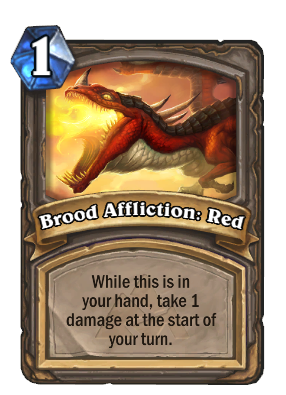 1
Brood Affliction: Red
While this is in
your hand, take 1
damage at the start of
your turn.